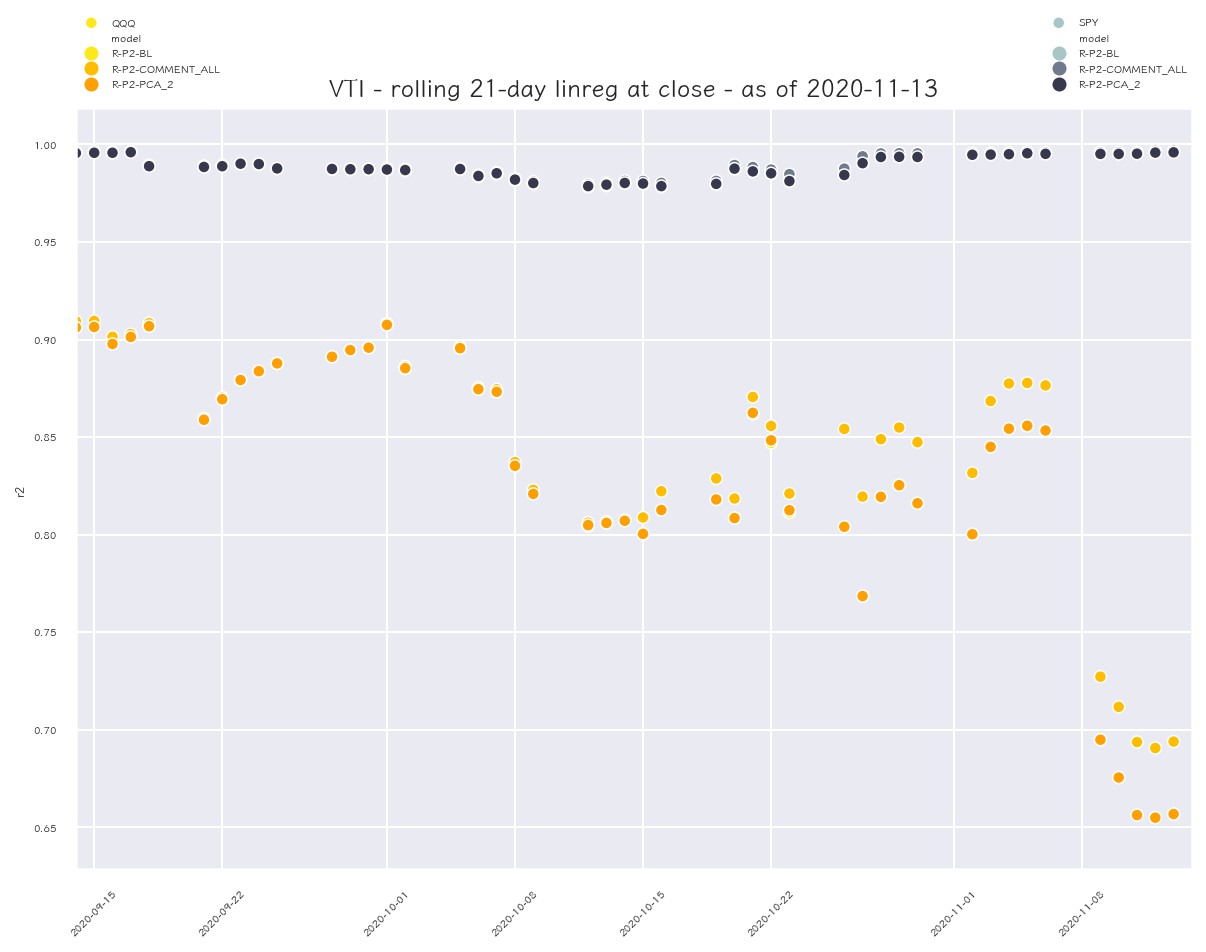 QQQ
model
R-P2-BL
R-P2-COMMENT_ALL
R-P2-PCA_2
SPY
model
R-P2-BL
R-P2-COMMENT_ALL
R-P2-PCA_2
VTI - rolling 21-day linreg at close - as of 2020-11-13
1.00
0.95
0.90
0.85
0.80
0.75
0.70
0.65
r2
2020-09-15
2020-09-22
2020-10-01
2020-10-08
2020-10-15
2020-10-22
2020-11-01
2020-11-08